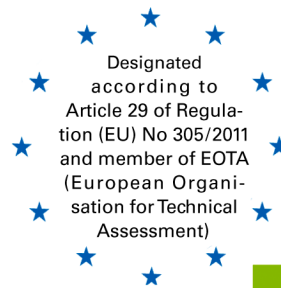 Designated
according to
Article 29 of Regula-
tion (EU) No 305/2011
and member of EOTA
(European Organi-
sation for Technical
Assessment)